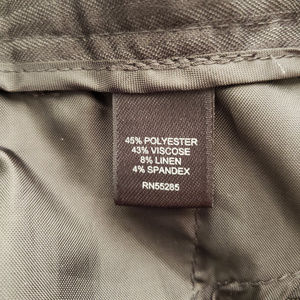 45% POLYESTER
43% VISCOSE
8% LINEN
4% SPANDEX
RN55285